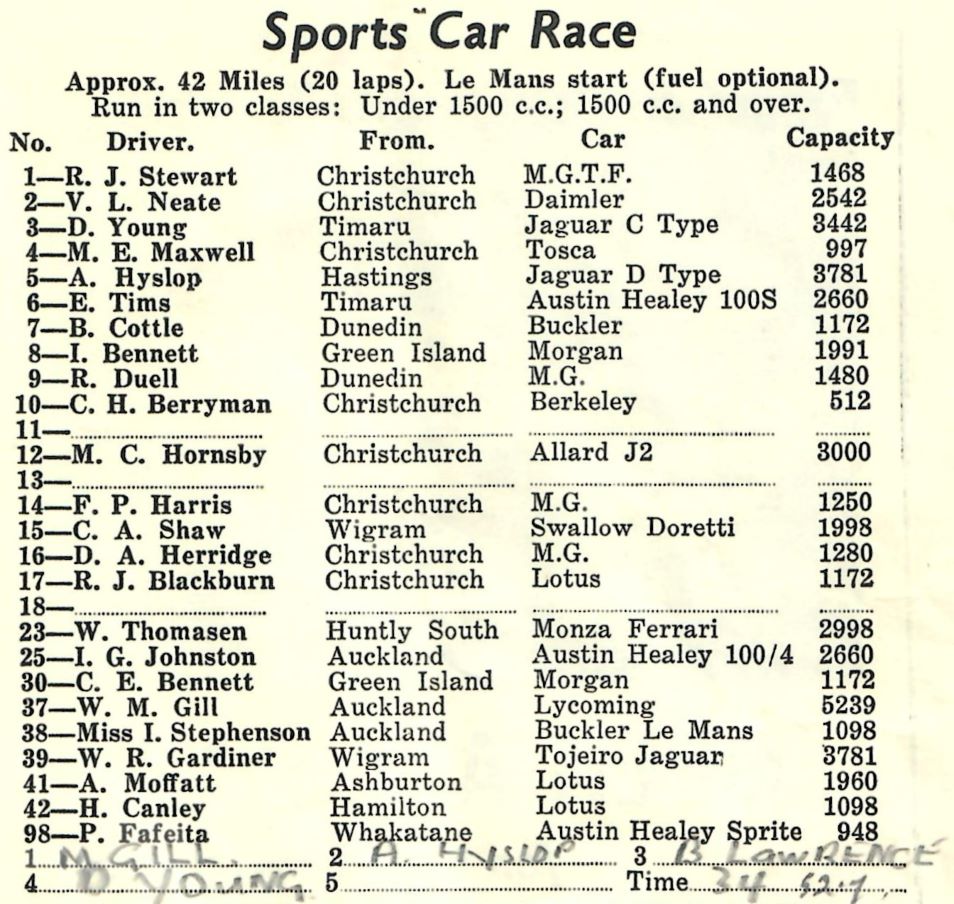 Sports Car Race
Approx. 42 Miles (20 laps). Le Mans start (fuel optional).
Run in two classes: Under 1500 c.c.; 1500 c.c. and over.
No. Driver. From. Car Capacity
1—R. J. Stewart Christchurch M.G.T.F. 1468
2—V. L. Neate Christchurch Daimler 2542
3—D. Young Timaru Jaguar C Type 3442
4—M. E. Maxwell Christchurch Tosca 997
5—A. Hyslop Hastings Jaguar D Type 3781
6—E. Tims Timaru Austin Healey 100S 2660
7—B. Cottle Dunedin Buckler 1172
8—I. Bennett Green Island Morgan 1991
9—R. Duell Dunedin M.G. 1480
10—C. H. Berryman Christchurch Berkeley 512
11—
12—M. C. Hornsby Christchurch Allard J2 3000
13—
14—F. P. Harris Christchurch M.G. 1250
15—C. A. Shaw Wigram Swallow Doretti 1998
16—D. A. Herridge Christchurch M.G. 1280
17—R. J. Blackburn Christchurch Lotus 1172
18—
23—W. Thomasen Huntly South Monza Ferrari 2998
25—I. G. Johnston Auckland Austin Healey 100/4 2660
30—C. E. Bennett Green Island Morgan 1172
37—W. M. Gill Auckland Lycoming 5239
38—Miss I. Stephenson Auckland Buckler Le Mans 1098
39—W. R. Gardiner Wigram Tojeiro Jaguar 3781
41—A. Moffatt Ashburton Lotus 1960
42—H. Canley Hamilton Lotus 1098
98—P. Fafeita Whakatane Austin Healey Sprite 948
1 M GILL. 2 A. HYSLOP 3 B LAWRENCE
4 D YOUNG 5 Time 34 52.7